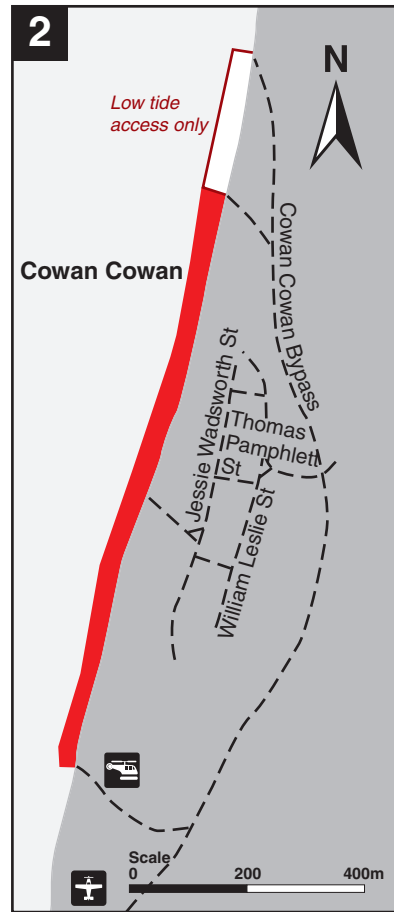 2
N
Low tide
access only
Cowan Cowan
Cowan Cowan Bypass
Jessie Wadsworth St
Thomas
Pamphlett
St
William Leslie St
Scale
0 200 400m